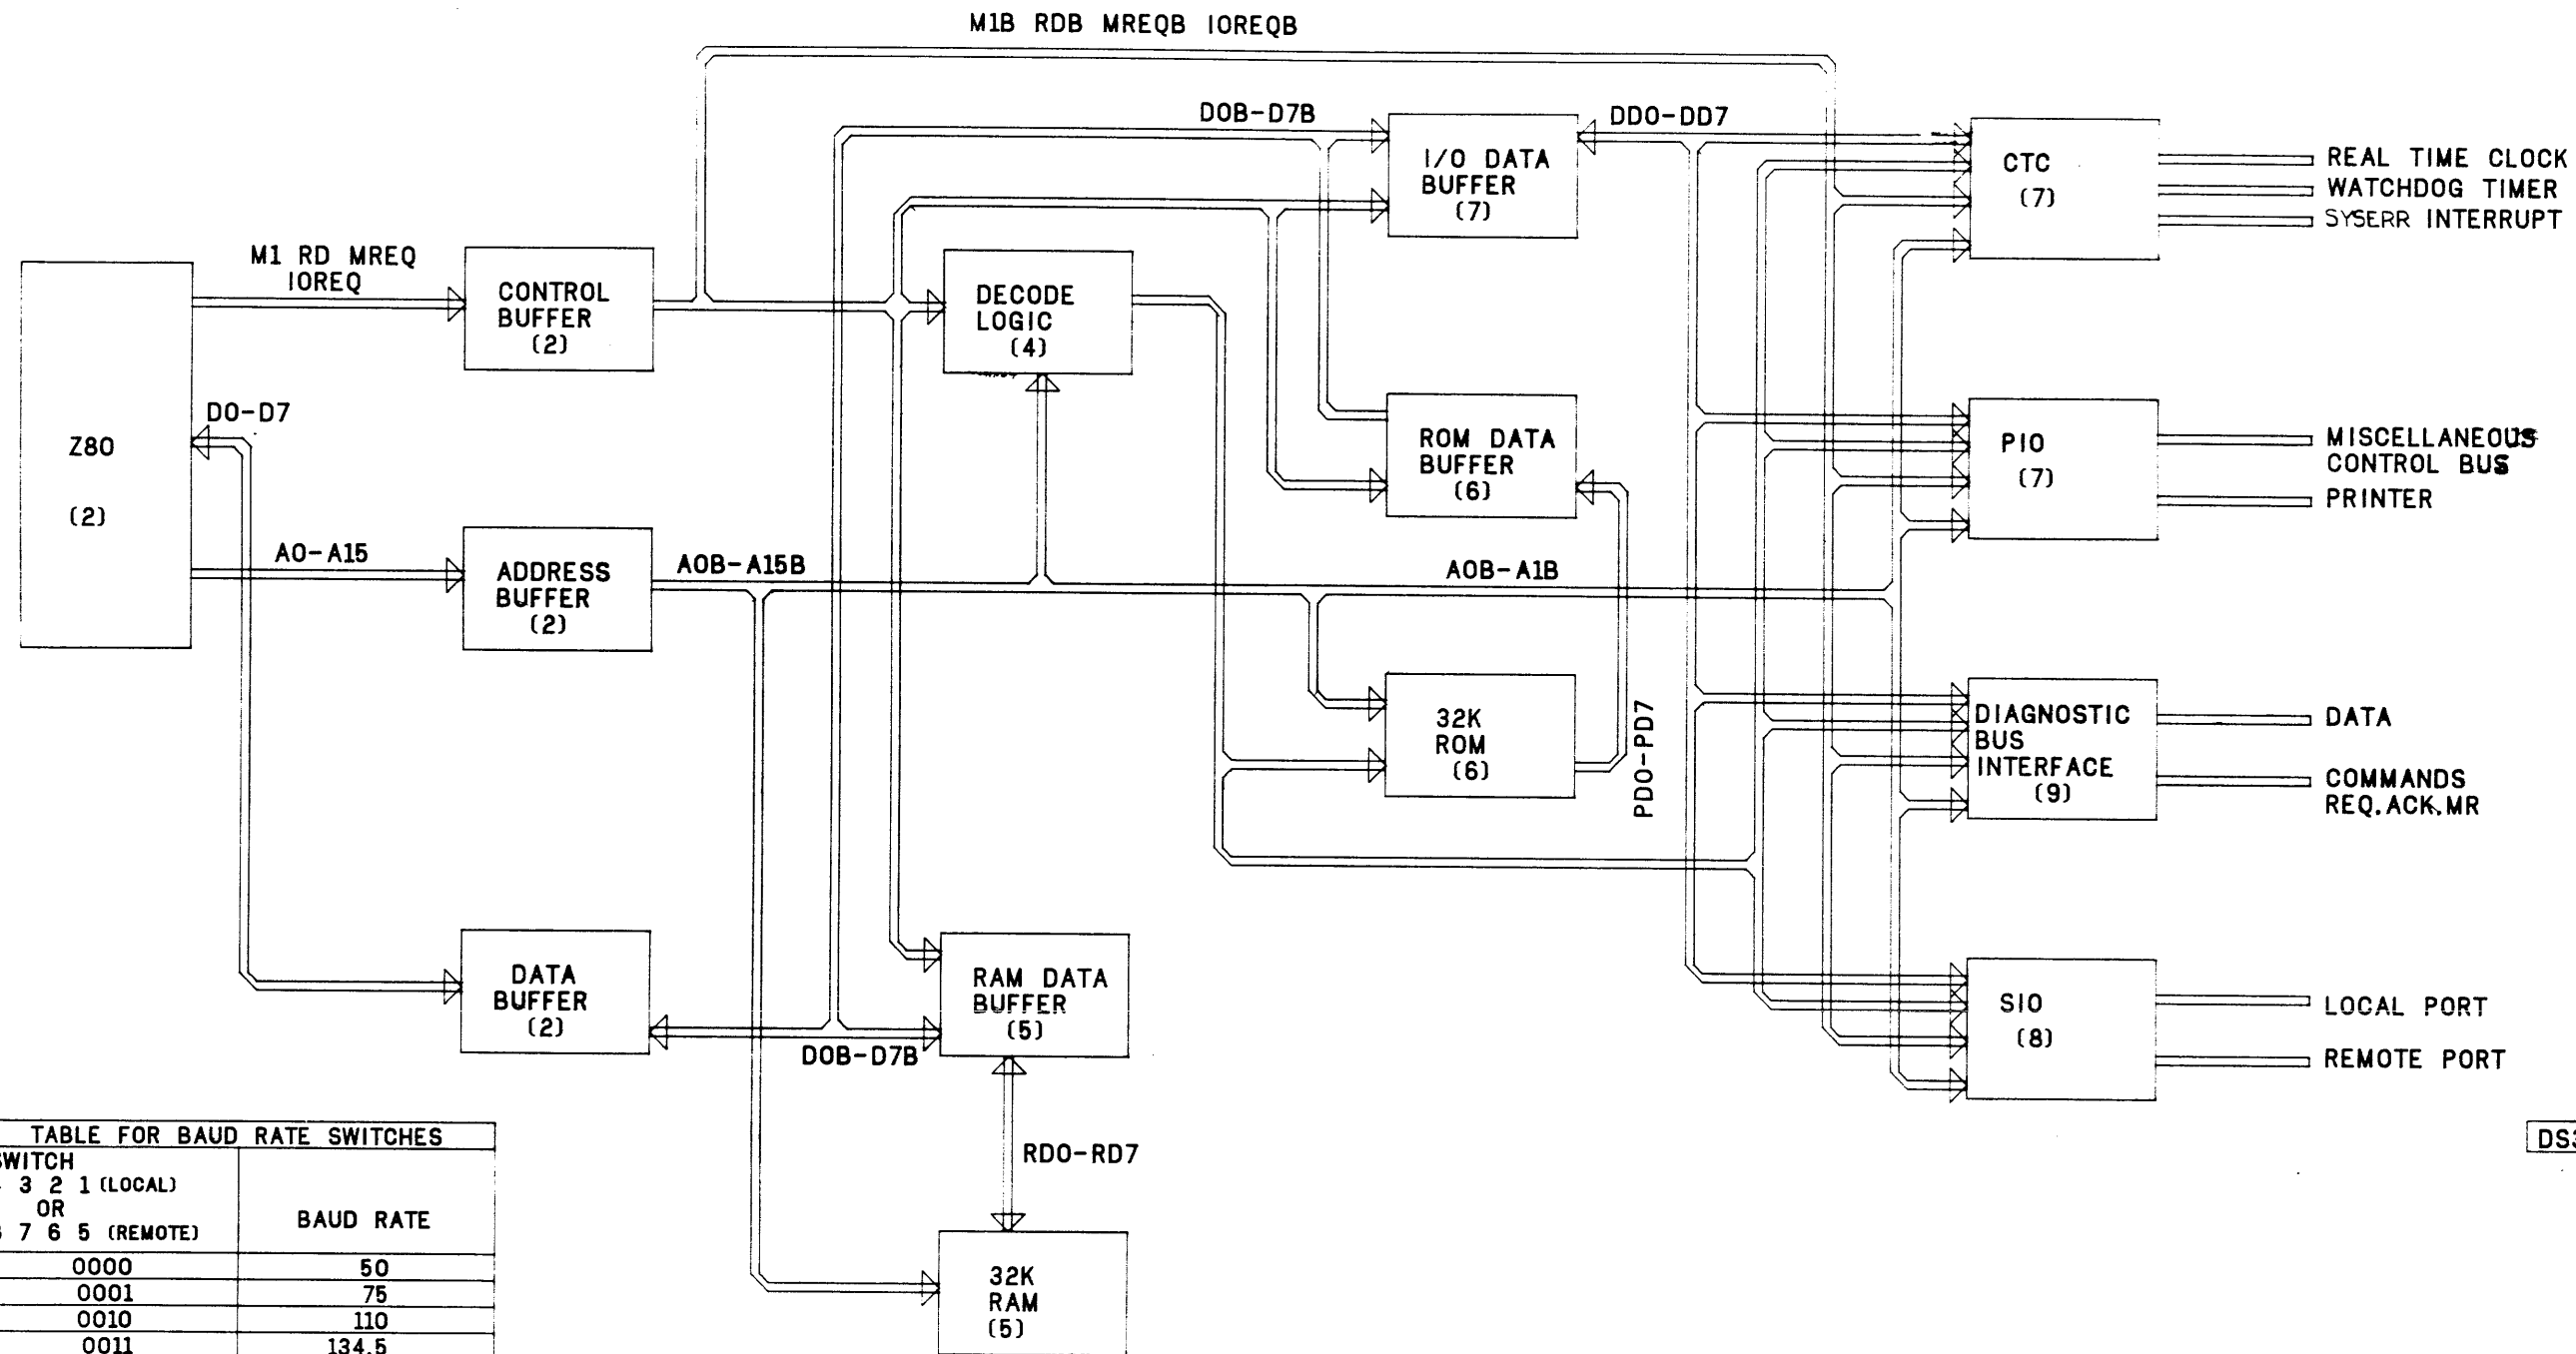 M1B RDB MREQB IOREQB
D0B-D7B
DD0-DD7
I/O DATA
BUFFER
(7)
CTC
(7)
REAL TIME CLOCK
WATCHDOG TIMER
SYSERR INTERRUPT
M1 RD MREQ
IOREQ
CONTROL
BUFFER
(2)
DECODE
LOGIC
(4)
D0-D7
Z80
(2)
ROM DATA
BUFFER
(6)
PIO
(7)
MISCELLANEOUS
CONTROL BUS
PRINTER
A0-A15
ADDRESS
BUFFER
(2)
A0B-A15B
A0B-A1B
32K
ROM
(6)
PD0-PD7
DIAGNOSTIC
BUS
INTERFACE
(9)
DATA
COMMANDS
REQ.ACK.MR
DATA
BUFFER
(2)
D0B-D7B
RAM DATA
BUFFER
(5)
SIO
(8)
LOCAL PORT
REMOTE PORT
RD0-RD7
32K
RAM
(5)
TABLE FOR BAUD RATE SWITCHES
SWITCH
3 2 1 (LOCAL)
OR
7 6 5 (REMOTE)
BAUD RATE
0000 50
0001 75
0010 110
0011 134.5